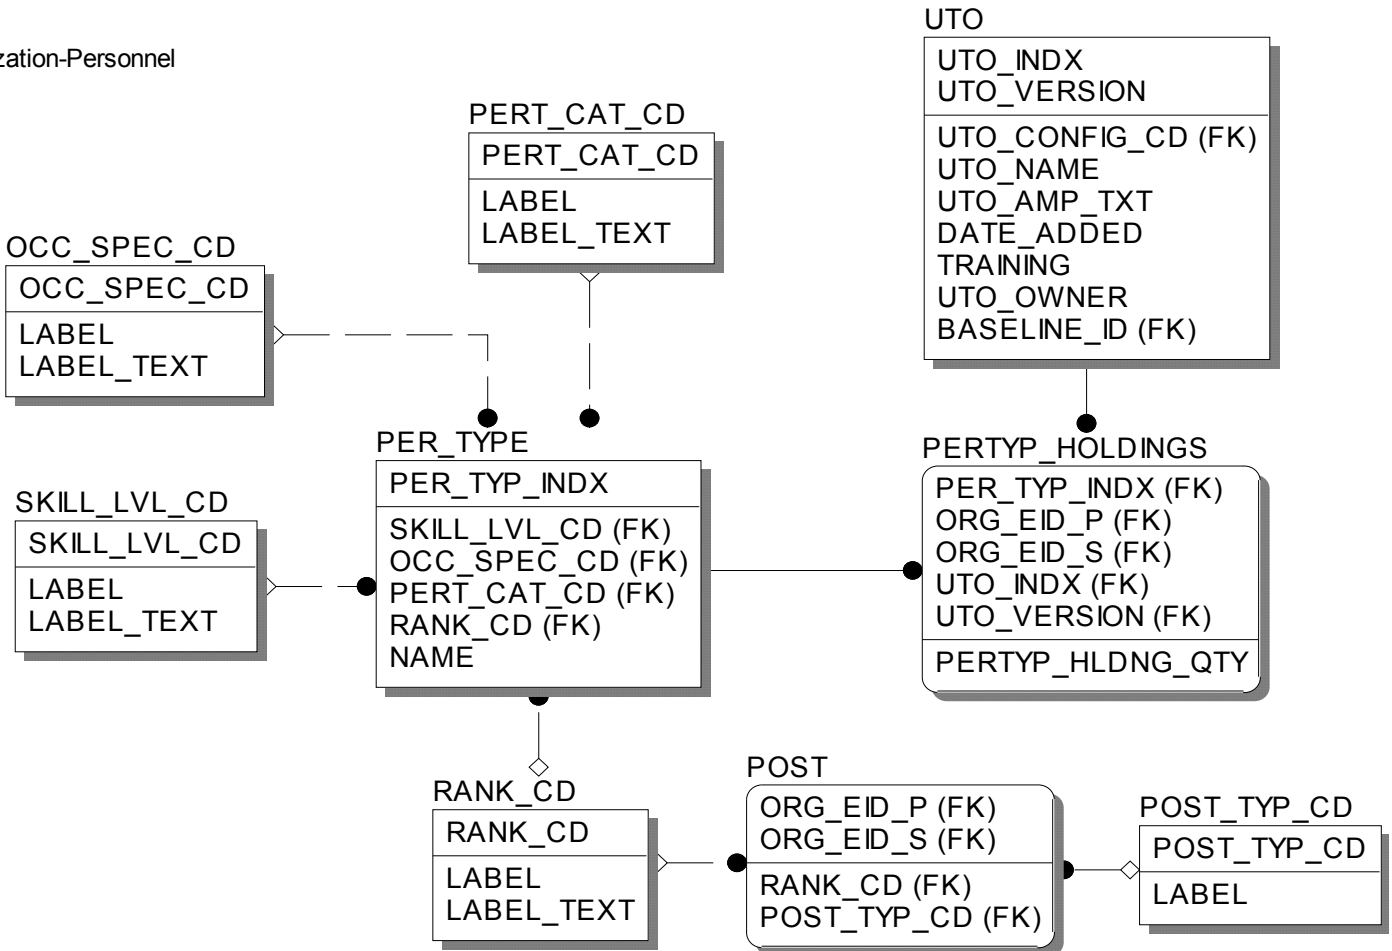 zation-Personnel
UTO
UTO_INDX
UTO_VERSION
UTO_CONFIG_CD (FK)
UTO_NAME
UTO_AMP_TXT
DATE_ADDED
TRAINING
UTO_OWNER
BASELINE_ID (FK)
PERT_CAT_CD
PERT_CAT_CD
LABEL
LABEL_TEXT
OCC_SPEC_CD
OCC_SPEC_CD
LABEL
LABEL_TEXT
PER_TYPE
PER_TYP_INDX
SKILL_LVL_CD (FK)
OCC_SPEC_CD (FK)
PERT_CAT_CD (FK)
RANK_CD (FK)
NAME
PERTYP_HOLDINGS
PER_TYP_INDX (FK)
ORG_EID_P (FK)
ORG_EID_S (FK)
UTO_INDX (FK)
UTO_VERSION (FK)
PERTYP_HLDNG_QTY
SKILL_LVL_CD
SKILL_LVL_CD
LABEL
LABEL_TEXT
RANK_CD
RANK_CD
LABEL
LABEL_TEXT
POST
ORG_EID_P (FK)
ORG_EID_S (FK)
RANK_CD (FK)
POST_TYP_CD (FK)
POST_TYP_CD
POST_TYP_CD
LABEL